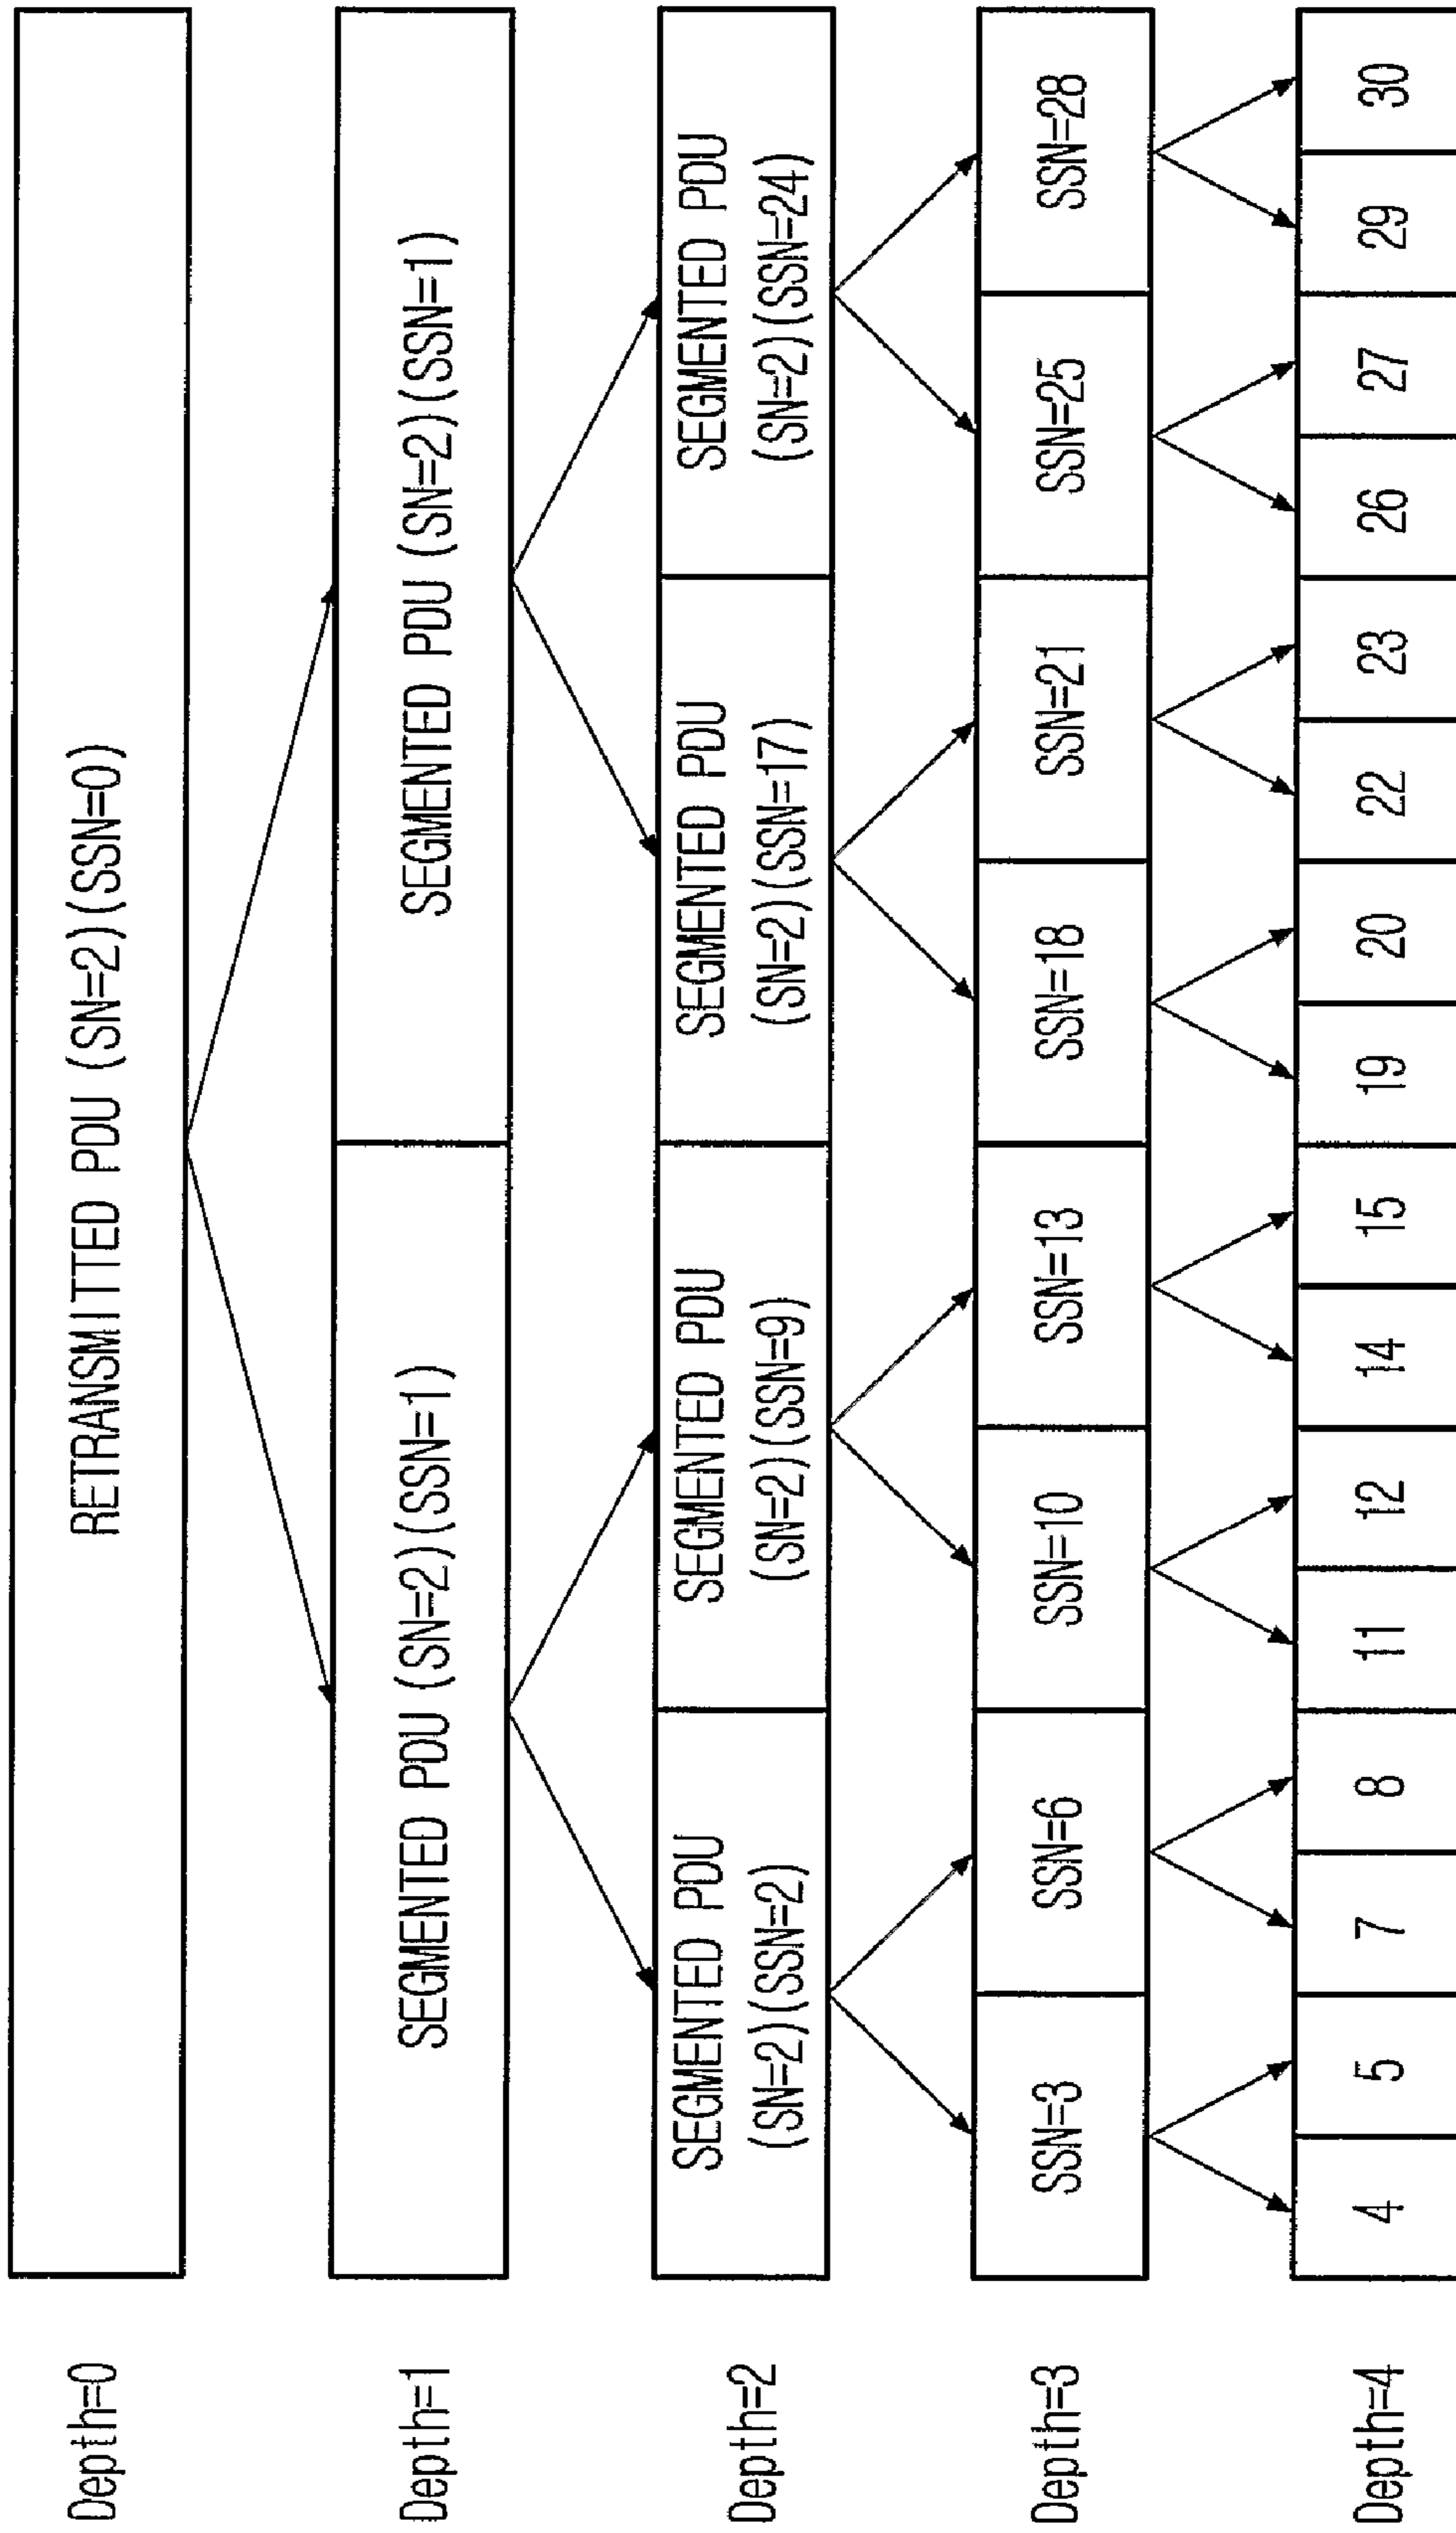 Depth=0
RETRANSMITTED PDU (SN=2)(SSN=0)
Depth=1
SEGMENTED PDU (SN=2)(SSN=1)
SEGMENTED PDU (SN=2)(SSN=1)
Depth=2
SEGMENTED PDU
(SN=2)(SSN=2)
SEGMENTED PDU
(SN=2)(SSN=9)
SEGMENTED PDU
(SN=2)(SSN=17)
SEGMENTED PDU
(SN=2)(SSN=24)
Depth=3
SSN=3
SSN=6
SSN=10
SSN=13
SSN=18
SSN=21
SSN=25
SSN=28
Depth=4
4
5
7
8
11
12
14
15
19
20
22
23
26
27
29
30